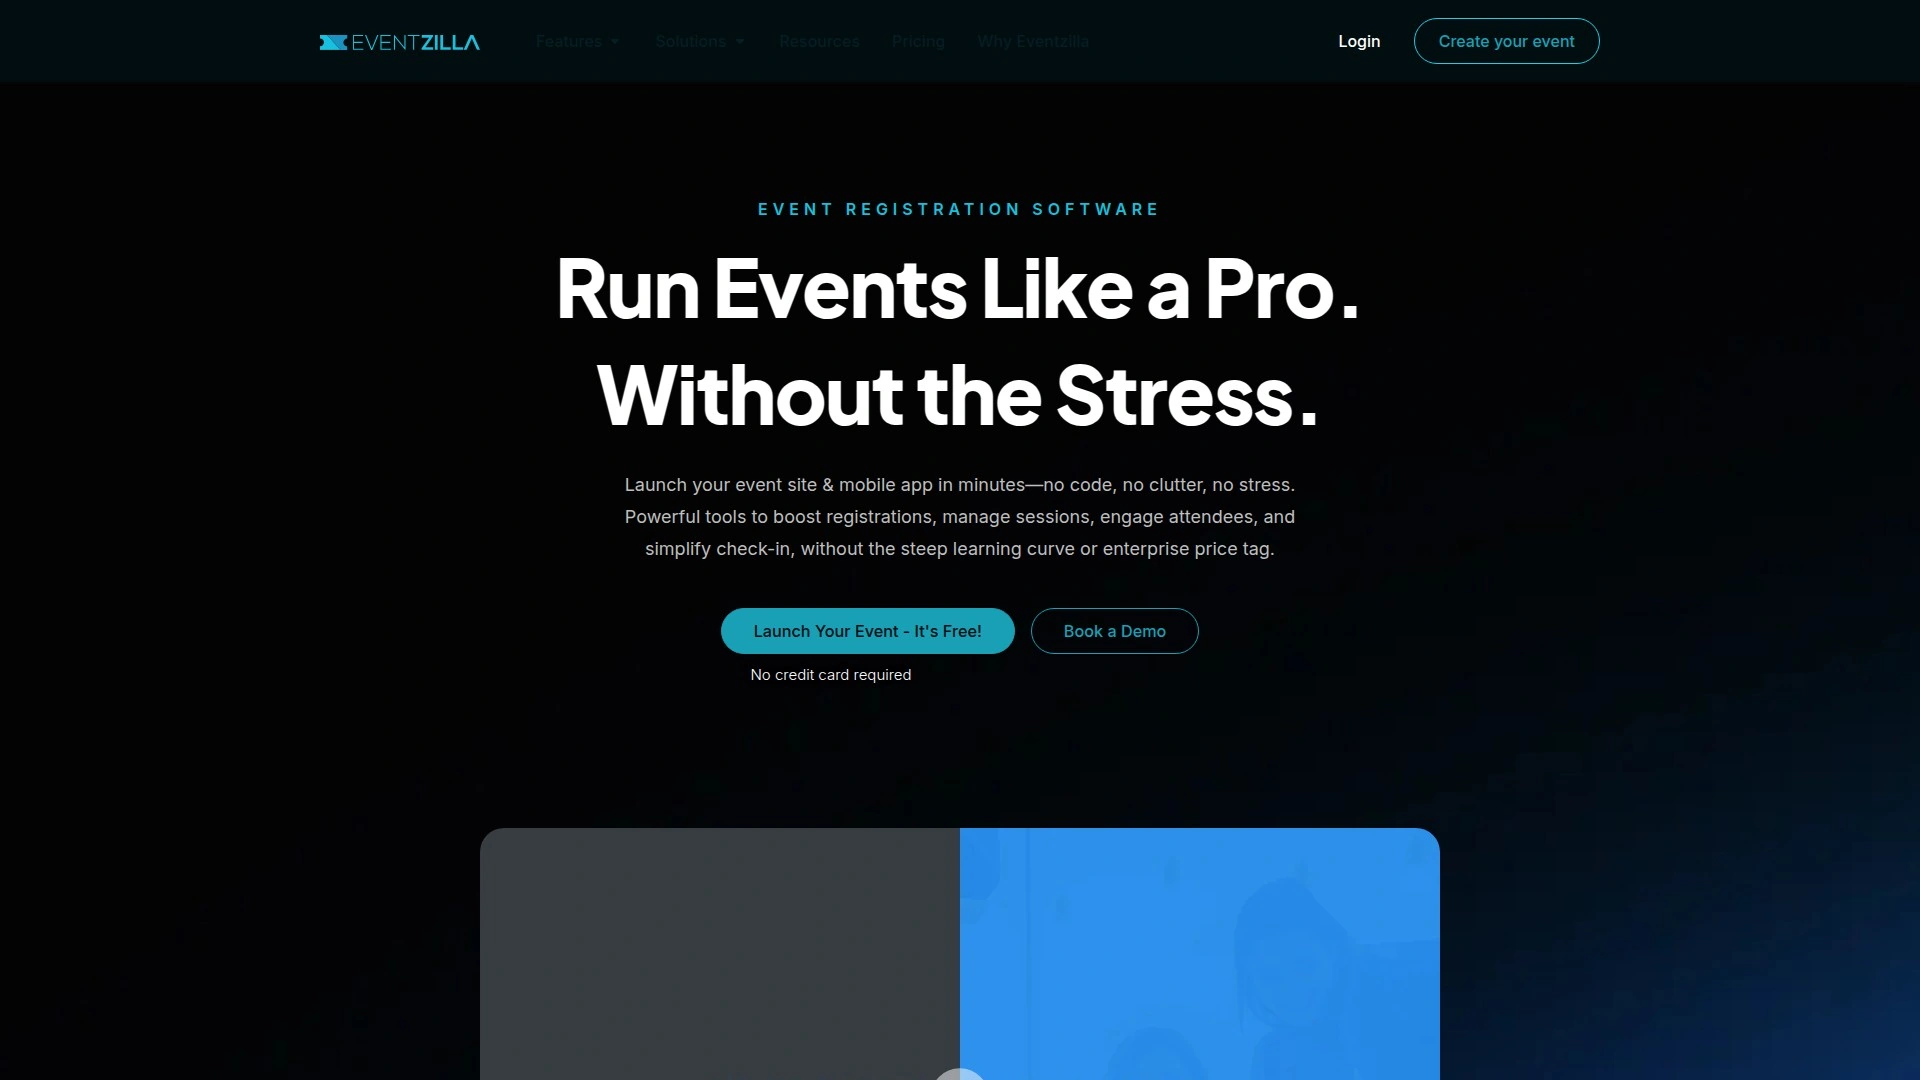 EVENTZILLA
Features
Solutions
Resources
Pricing
Why Eventzilla
Login
Create your event
EVENT REGISTRATION SOFTWARE
Run Events Like a Pro.
Without the Stress.
Launch your event site & mobile app in minutes—no code, no clutter, no stress.
Powerful tools to boost registrations, manage sessions, engage attendees, and
simplify check-in, without the steep learning curve or enterprise price tag.
Launch Your Event - It's Free!
Book a Demo
No credit card required